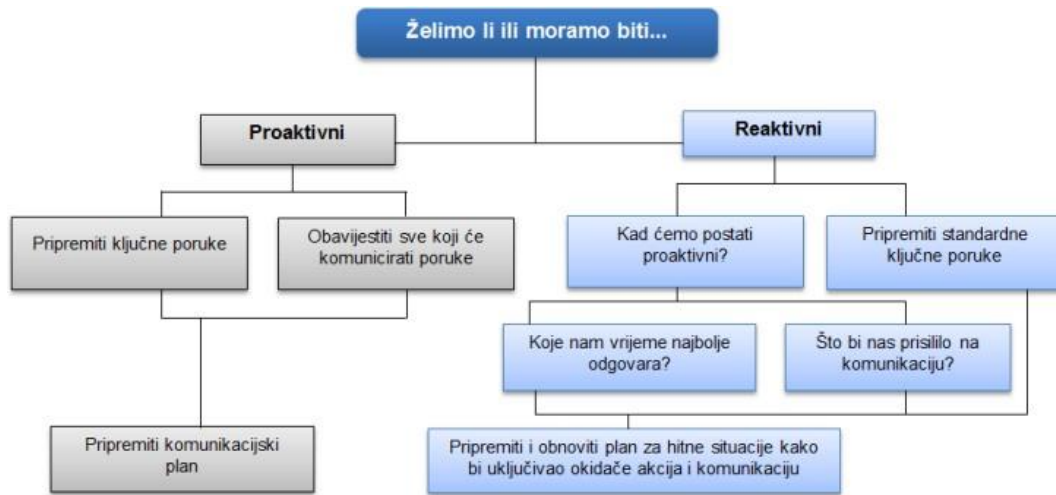 Želimo li ili moramo biti...
Proaktivni
Reaktivni
Pripremiti ključne poruke
Obavijestiti sve koji će
komunicirati poruke
Kad ćemo postati
proaktivni?
Pripremiti standardne
ključne poruke
Koje nam vrijeme najbolje
odgovara?
Što bi nas prisililo na
komunikaciju?
Pripremiti komunikacijski
plan
Pripremiti i obnoviti plan za hitne situacije kako
bi uključivao okidače akcija i komunikaciju